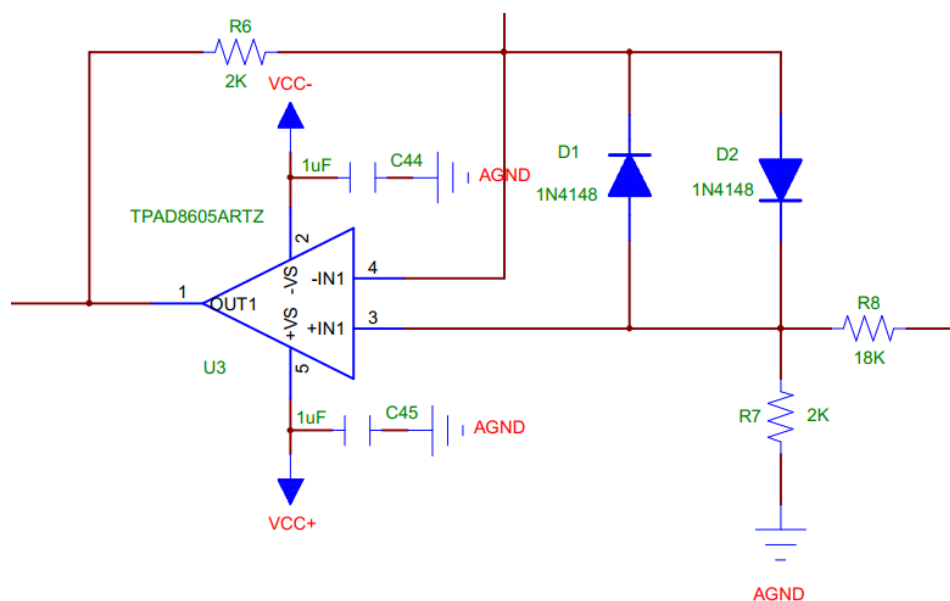 R6
2K
VCC-
1uF
C44
AGND
D1
1N4148
D2
1N4148
TPAD8605ARTZ
2
-VS
4
-IN1
1
OUT1
+VS
+IN1
3
R8
18K
U3
5
1uF
C45
AGND
R7
2K
VCC+
AGND